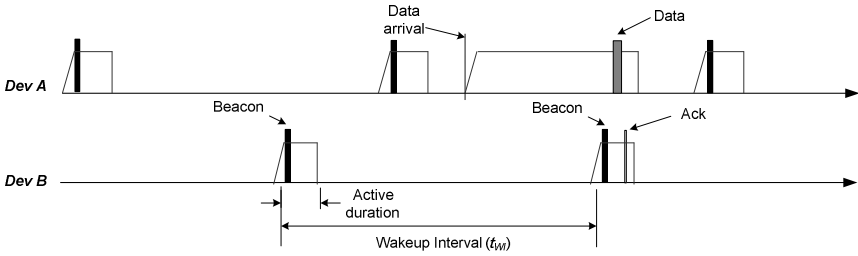 Data
arrival
Data
Dev A
Beacon
Beacon
Ack
Dev B
Active
duration
Wakeup Interval (tWI)